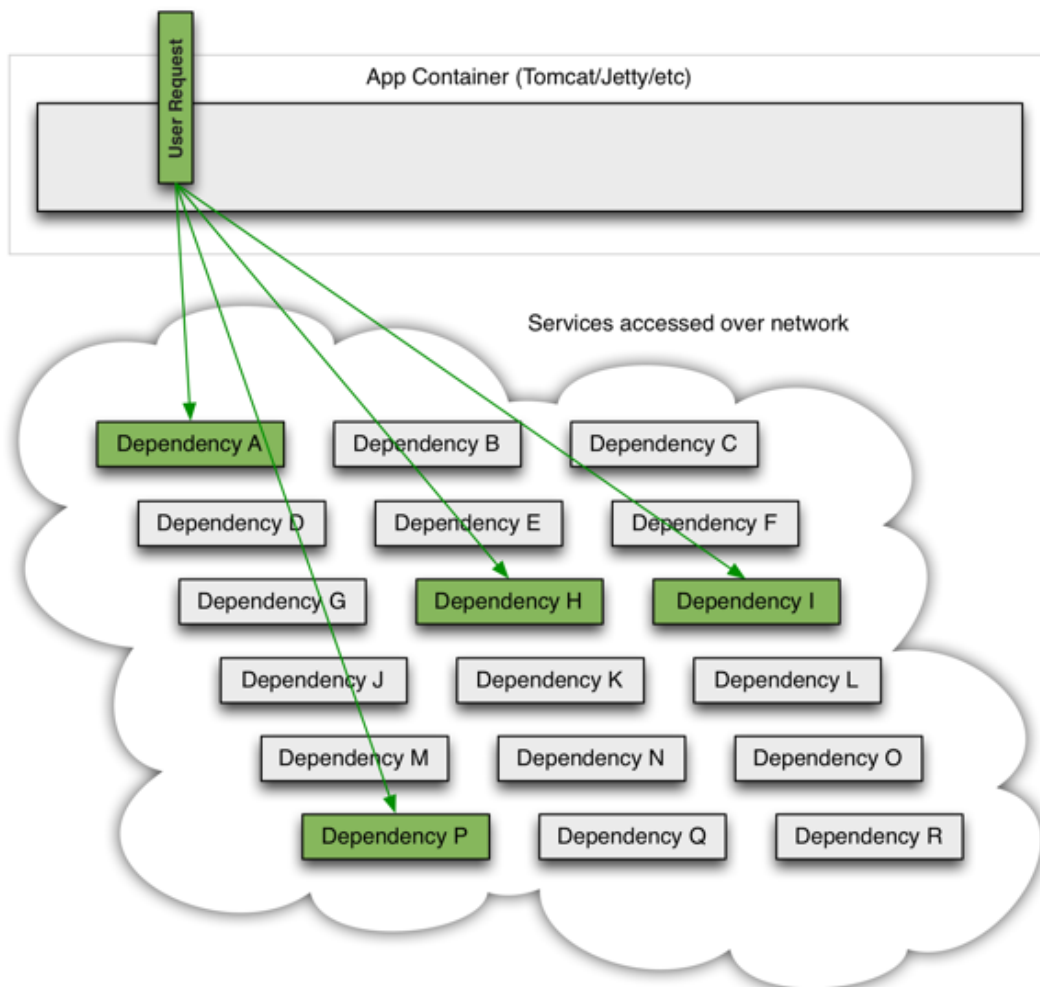 User Request
App Container (Tomcat/Jetty/etc)
Services accessed over network
Dependency A
Dependency B
Dependency C
Dependency D
Dependency E
Dependency F
Dependency G
Dependency H
Dependency I
Dependency J
Dependency K
Dependency L
Dependency M
Dependency N
Dependency O
Dependency P
Dependency Q
Dependency R